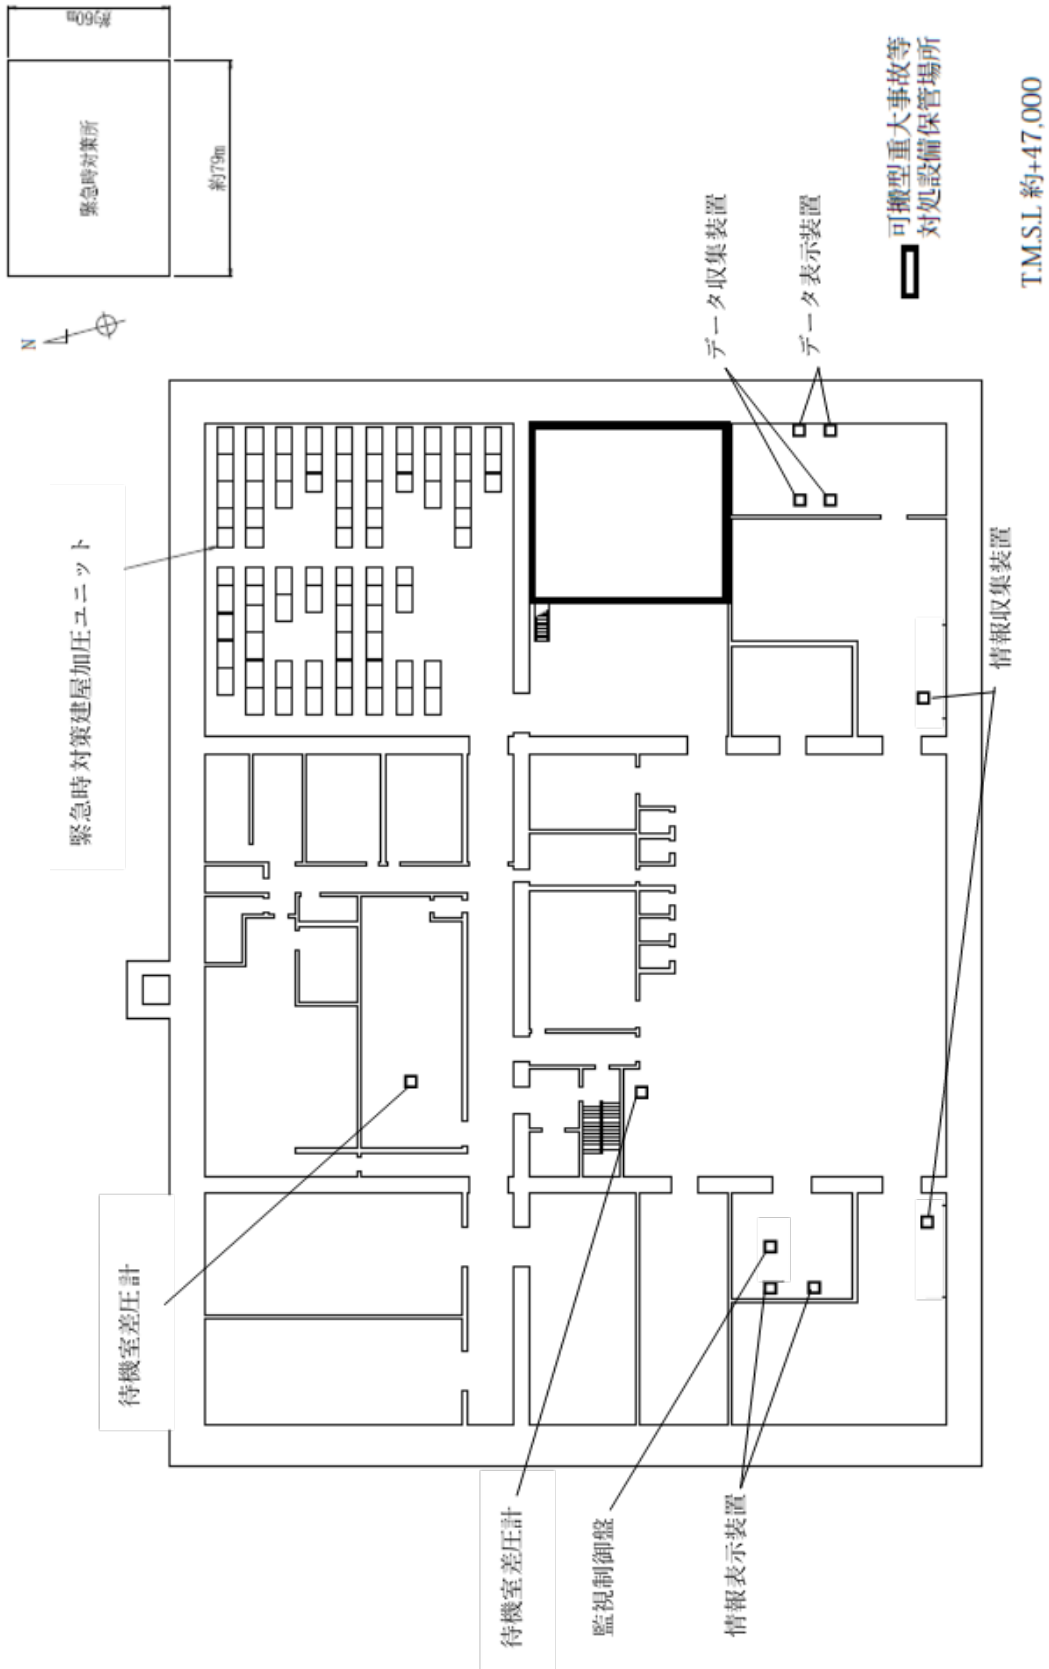 約60m
緊急時対策所
約79m
N
緊急時対策建屋加圧ユニット
データ収集装置
データ表示装置
可搬型重大事故等
対処設備保管場所
T.M.S.L 約+47,000
待機室差圧計
情報収集装置
待機室差圧計
監視制御盤
情報表示装置